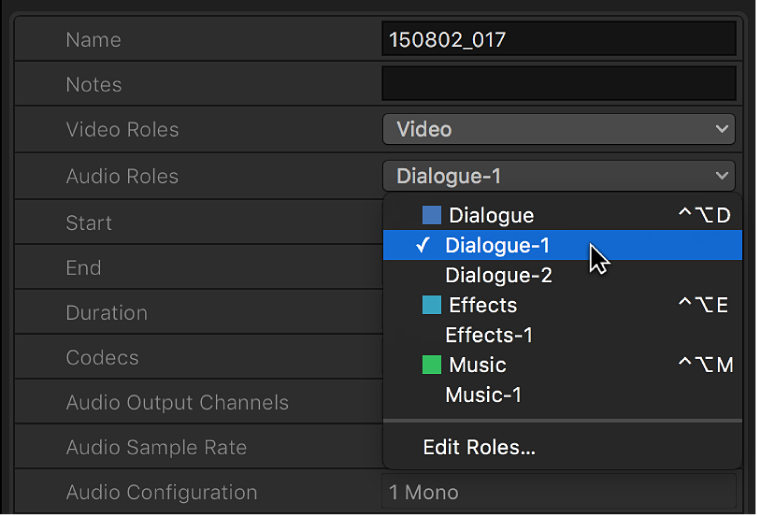 Name 150802_017
Notes
Video Roles Video
Audio Roles Dialogue-1
Start
Dialogue ^⌥D
✓ Dialogue-1
End
Dialogue-2
Duration
Effects ^⌥E
Effects-1
Codecs
Music ^⌥M
Audio Output Channels
Music-1
Audio Sample Rate
Edit Roles...
Audio Configuration 1 Mono